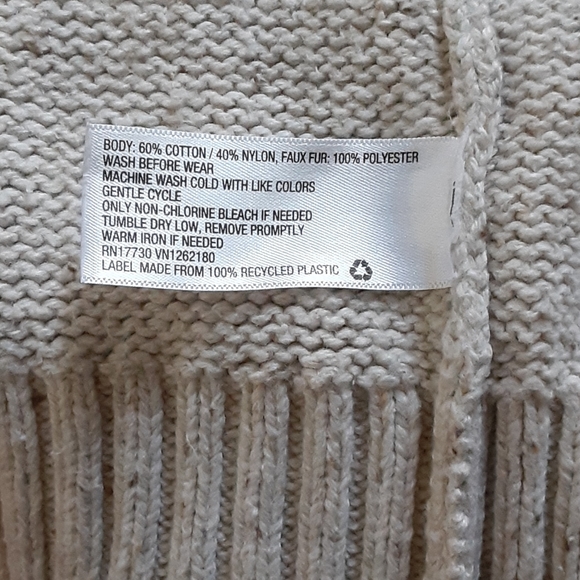 BODY: 60% COTTON / 40% NYLON, FAUX FUR: 100% POLYESTER
WASH BEFORE WEAR
MACHINE WASH COLD WITH LIKE COLORS
GENTLE CYCLE
ONLY NON-CHLORINE BLEACH IF NEEDED
TUMBLE DRY LOW, REMOVE PROMPTLY
WARM IRON IF NEEDED
RN17730 VN1262180
LABEL MADE FROM 100% RECYCLED PLASTIC